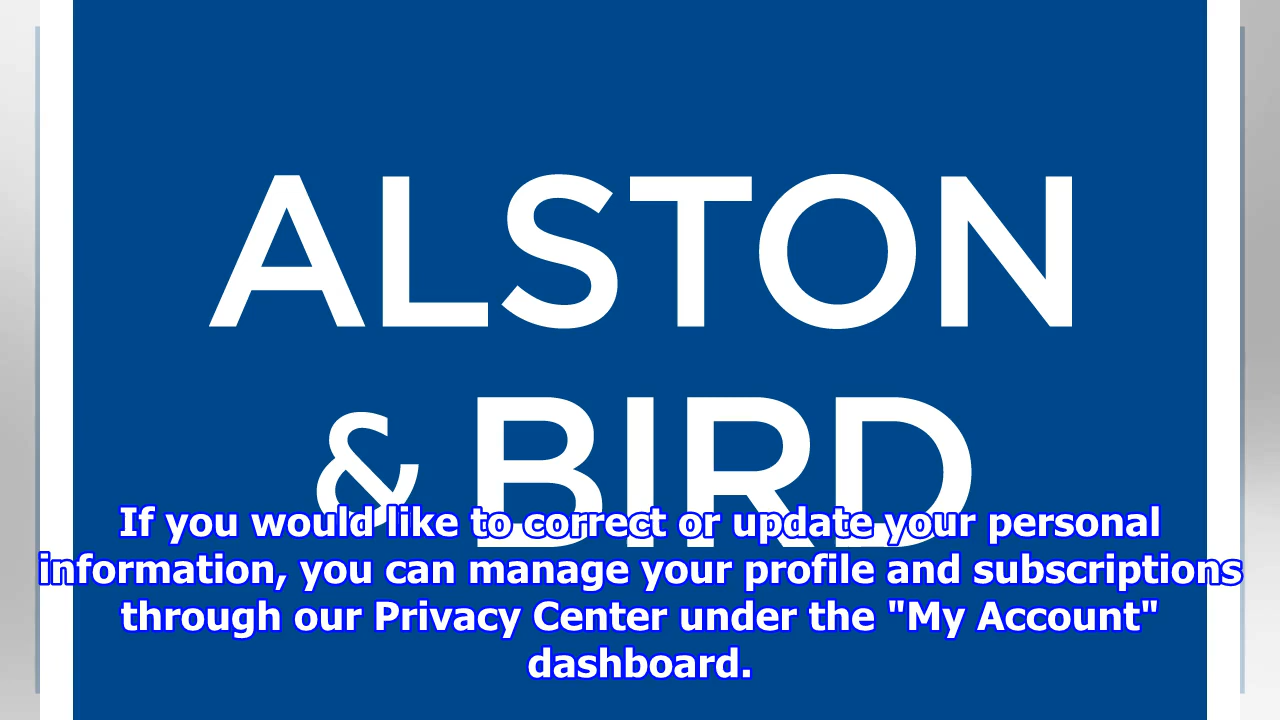 ALSTON
& BIRD
If you would like to correct or update your personal
information, you can manage your profile and subscriptions
through our Privacy Center under the "My Account"
dashboard.